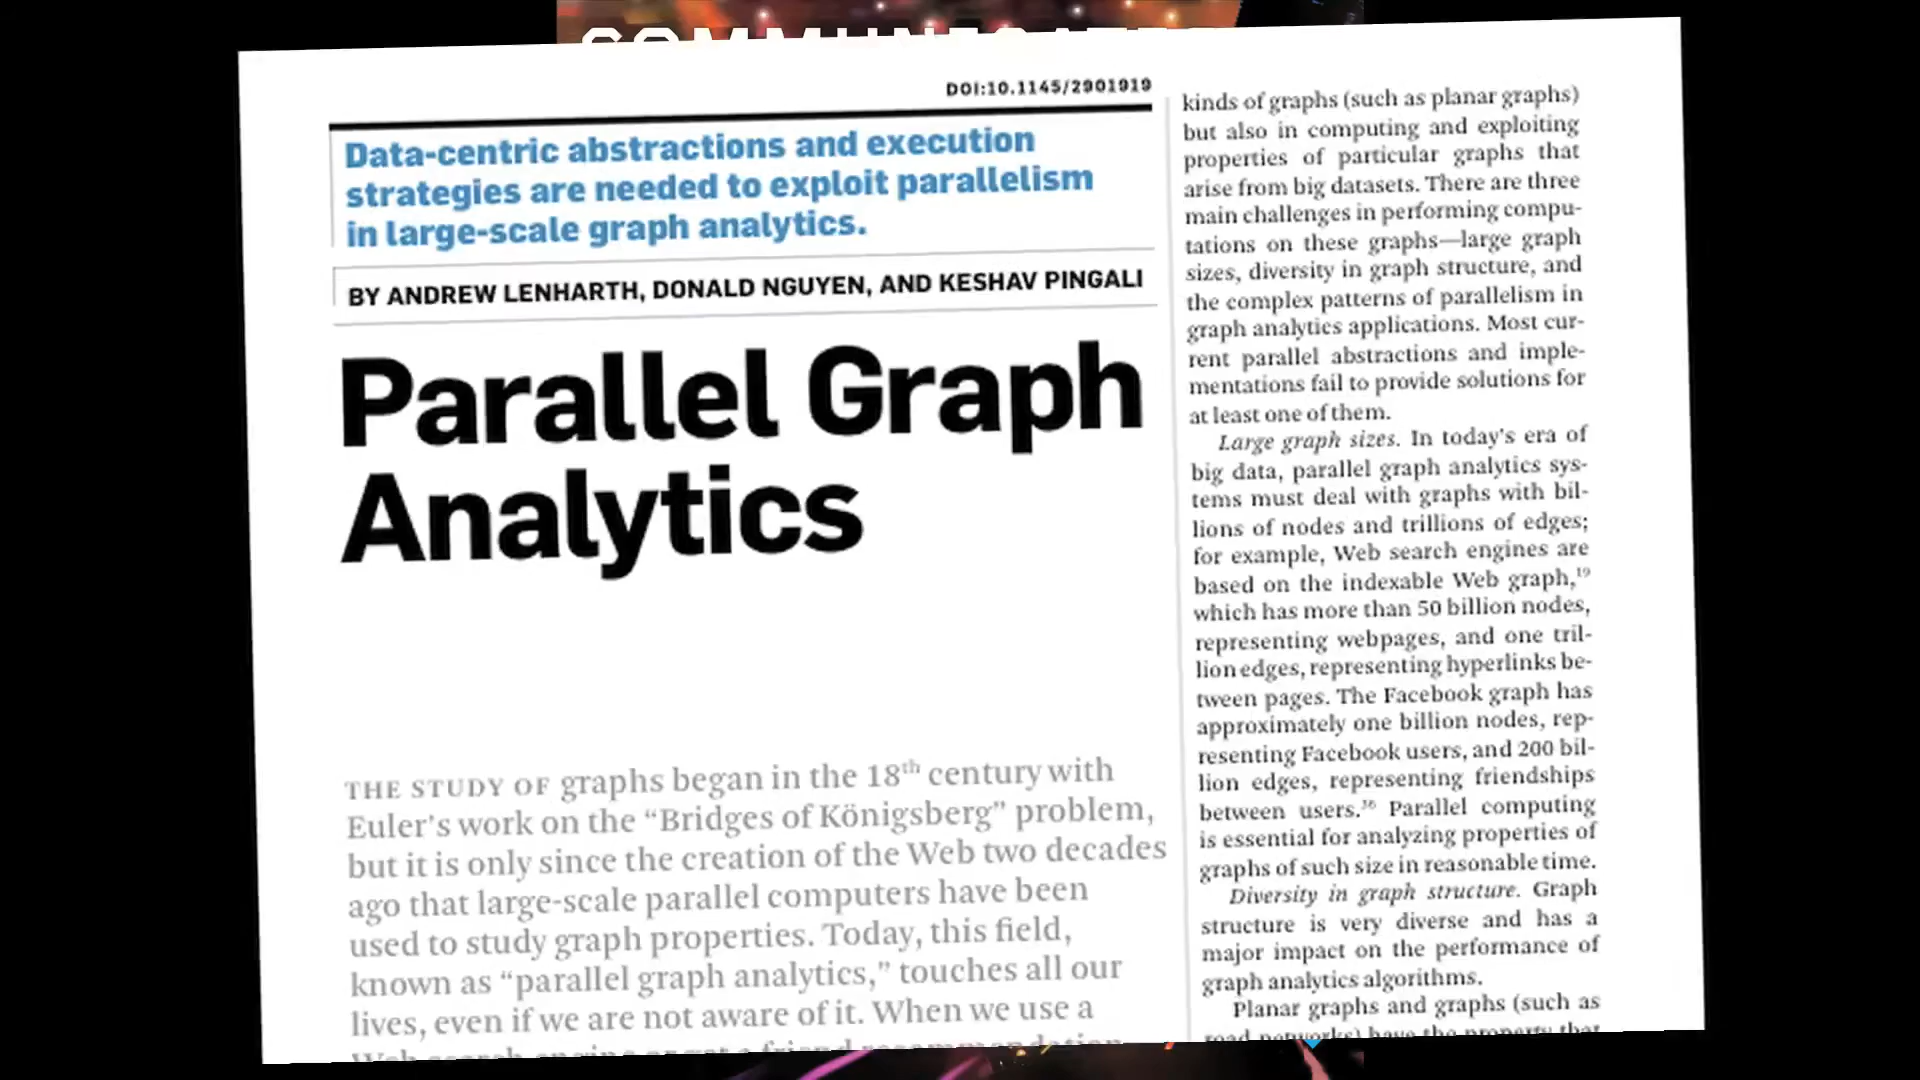 DOI:10.1145/2901919
Data-centric abstractions and execution
strategies are needed to exploit parallelism
in large-scale graph analytics.
BY ANDREW LENHARTH, DONALD NGUYEN, AND KESHAV PINGALI
Parallel Graph
Analytics
THE STUDY OF graphs began in the 18th century with
Euler's work on the “Bridges of Königsberg” problem,
but it is only since the creation of the Web two decades
ago that large-scale parallel computers have been
used to study graph properties. Today, this field,
known as “parallel graph analytics,” touches all our
lives, even if we are not aware of it. When we use a
kinds of graphs (such as planar graphs)
but also in computing and exploiting
properties of particular graphs that
arise from big datasets. There are three
main challenges in performing compu-
tations on these graphs—large graph
sizes, diversity in graph structure, and
the complex patterns of parallelism in
graph analytics applications. Most cur-
rent parallel abstractions and imple-
mentations fail to provide solutions for
at least one of them.
Large graph sizes. In today's era of
big data, parallel graph analytics sys-
tems must deal with graphs with bil-
lions of nodes and trillions of edges;
for example, Web search engines are
based on the indexable Web graph,19
which has more than 50 billion nodes,
representing webpages, and one tril-
lion edges, representing hyperlinks be-
tween pages. The Facebook graph has
approximately one billion nodes, rep-
resenting Facebook users, and 200 bil-
lion edges, representing friendships
between users.16 Parallel computing
is essential for analyzing properties of
graphs of such size in reasonable time.
Diversity in graph structure. Graph
structure is very diverse and has a
major impact on the performance of
graph analytics algorithms.
Planar graphs and graphs (such as
road networks) have the property that